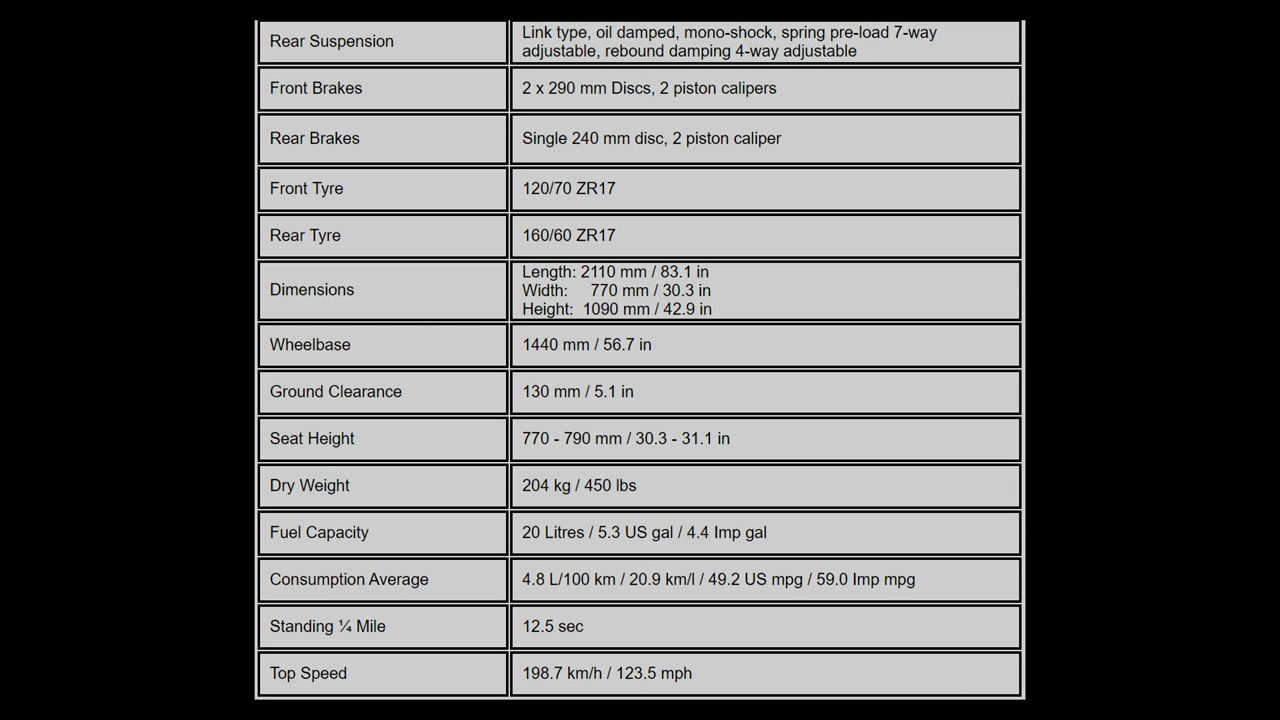 Rear Suspension
Link type, oil damped, mono-shock, spring pre-load 7-way
adjustable, rebound damping 4-way adjustable
Front Brakes
2 x 290 mm Discs, 2 piston calipers
Rear Brakes
Single 240 mm disc, 2 piston caliper
Front Tyre
120/70 ZR17
Rear Tyre
160/60 ZR17
Dimensions
Length: 2110 mm / 83.1 in
Width: 770 mm / 30.3 in
Height: 1090 mm / 42.9 in
Wheelbase
1440 mm / 56.7 in
Ground Clearance
130 mm / 5.1 in
Seat Height
770 - 790 mm / 30.3 - 31.1 in
Dry Weight
204 kg / 450 lbs
Fuel Capacity
20 Litres / 5.3 US gal / 4.4 Imp gal
Consumption Average
4.8 L/100 km / 20.9 km/l / 49.2 US mpg / 59.0 Imp mpg
Standing ¼ Mile
12.5 sec
Top Speed
198.7 km/h / 123.5 mph